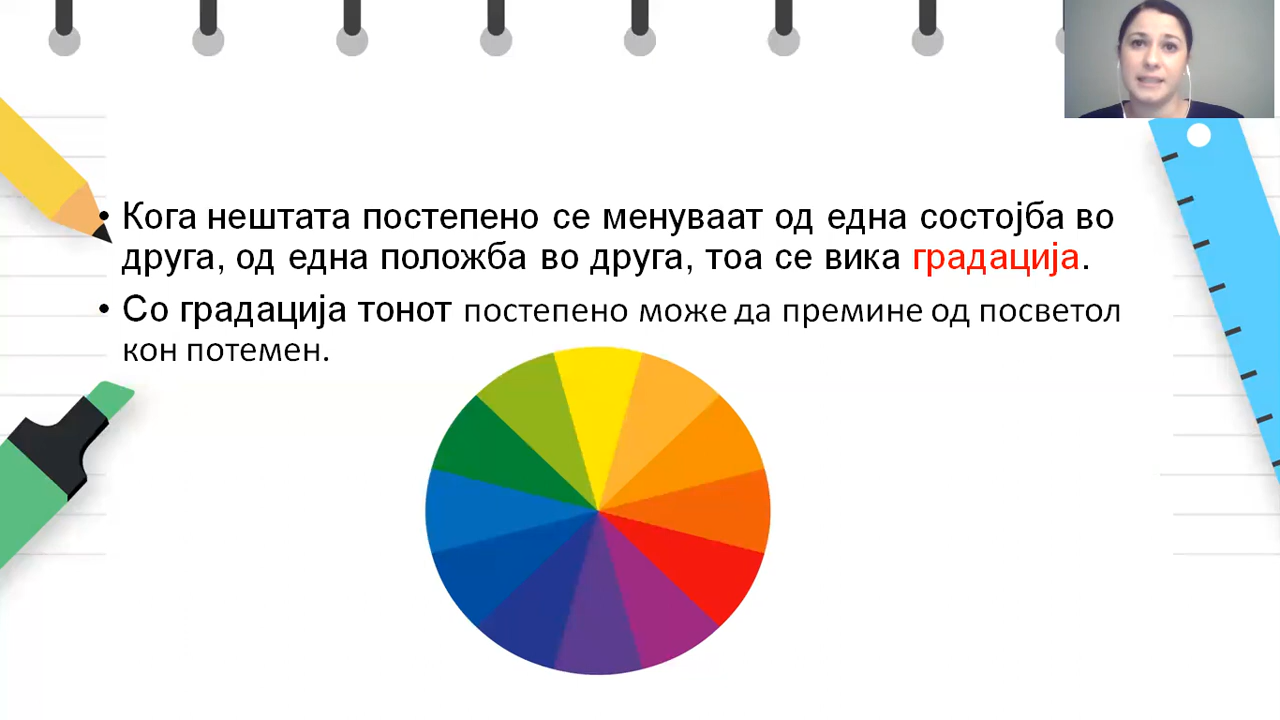 • Кога нештата постепено се менуваат од една состојба во
друга, од една положба во друга, тоа се вика градација.
• Со градација тонот постепено може да премине од посветол
кон потемен.